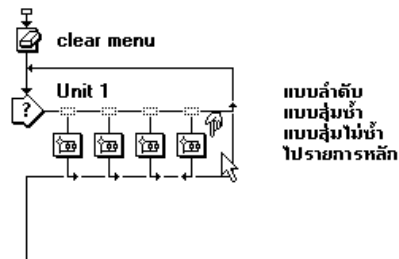 clear menu
Unit 1
?
แบบลำดับ
แบบสุ่มซ้ำ
แบบสุ่มไม่ซ้ำ
ไปรายการหลัก